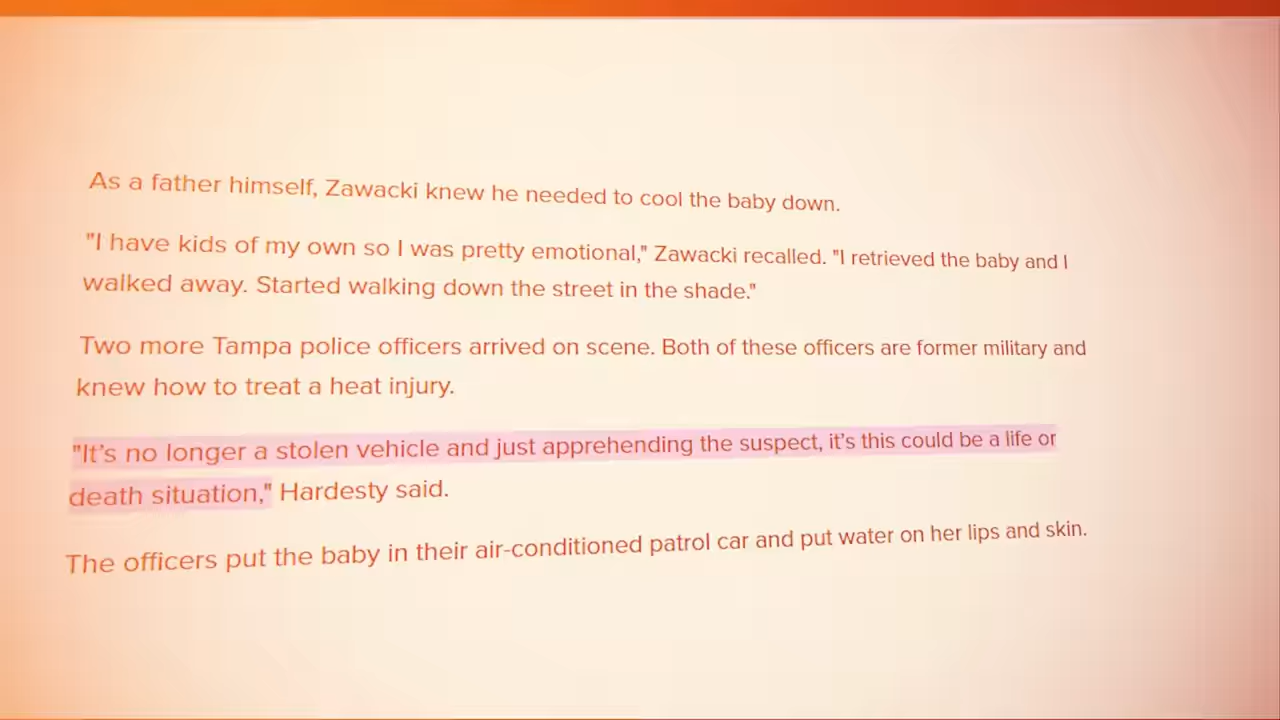 As a father himself, Zawacki knew he needed to cool the baby down.
"I have kids of my own so I was pretty emotional," Zawacki recalled. "I retrieved the baby and I
walked away. Started walking down the street in the shade."
Two more Tampa police officers arrived on scene. Both of these officers are former military and
knew how to treat a heat injury.
"It’s no longer a stolen vehicle and just apprehending the suspect, it’s this could be a life or
death situation," Hardesty said.
The officers put the baby in their air-conditioned patrol car and put water on her lips and skin.